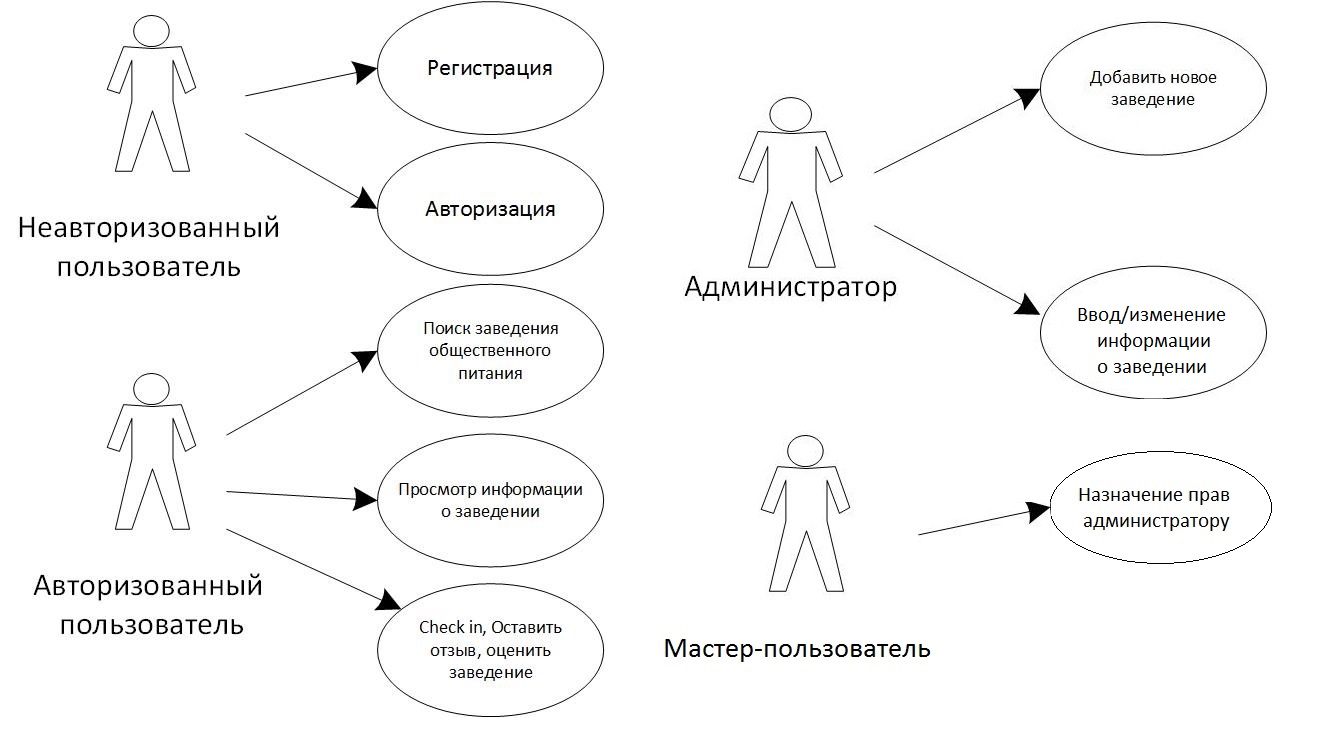 Регистрация
Авторизация
Неавторизованный
пользователь
Поиск заведения
общественного
питания
Просмотр информации
о заведении
Check in, Оставить
отзыв, оценить
заведение
Авторизованный
пользователь
Добавить новое
заведение
Администратор
Ввод/изменение
информации
о заведении
Назначение прав
администратору
Мастер-пользователь